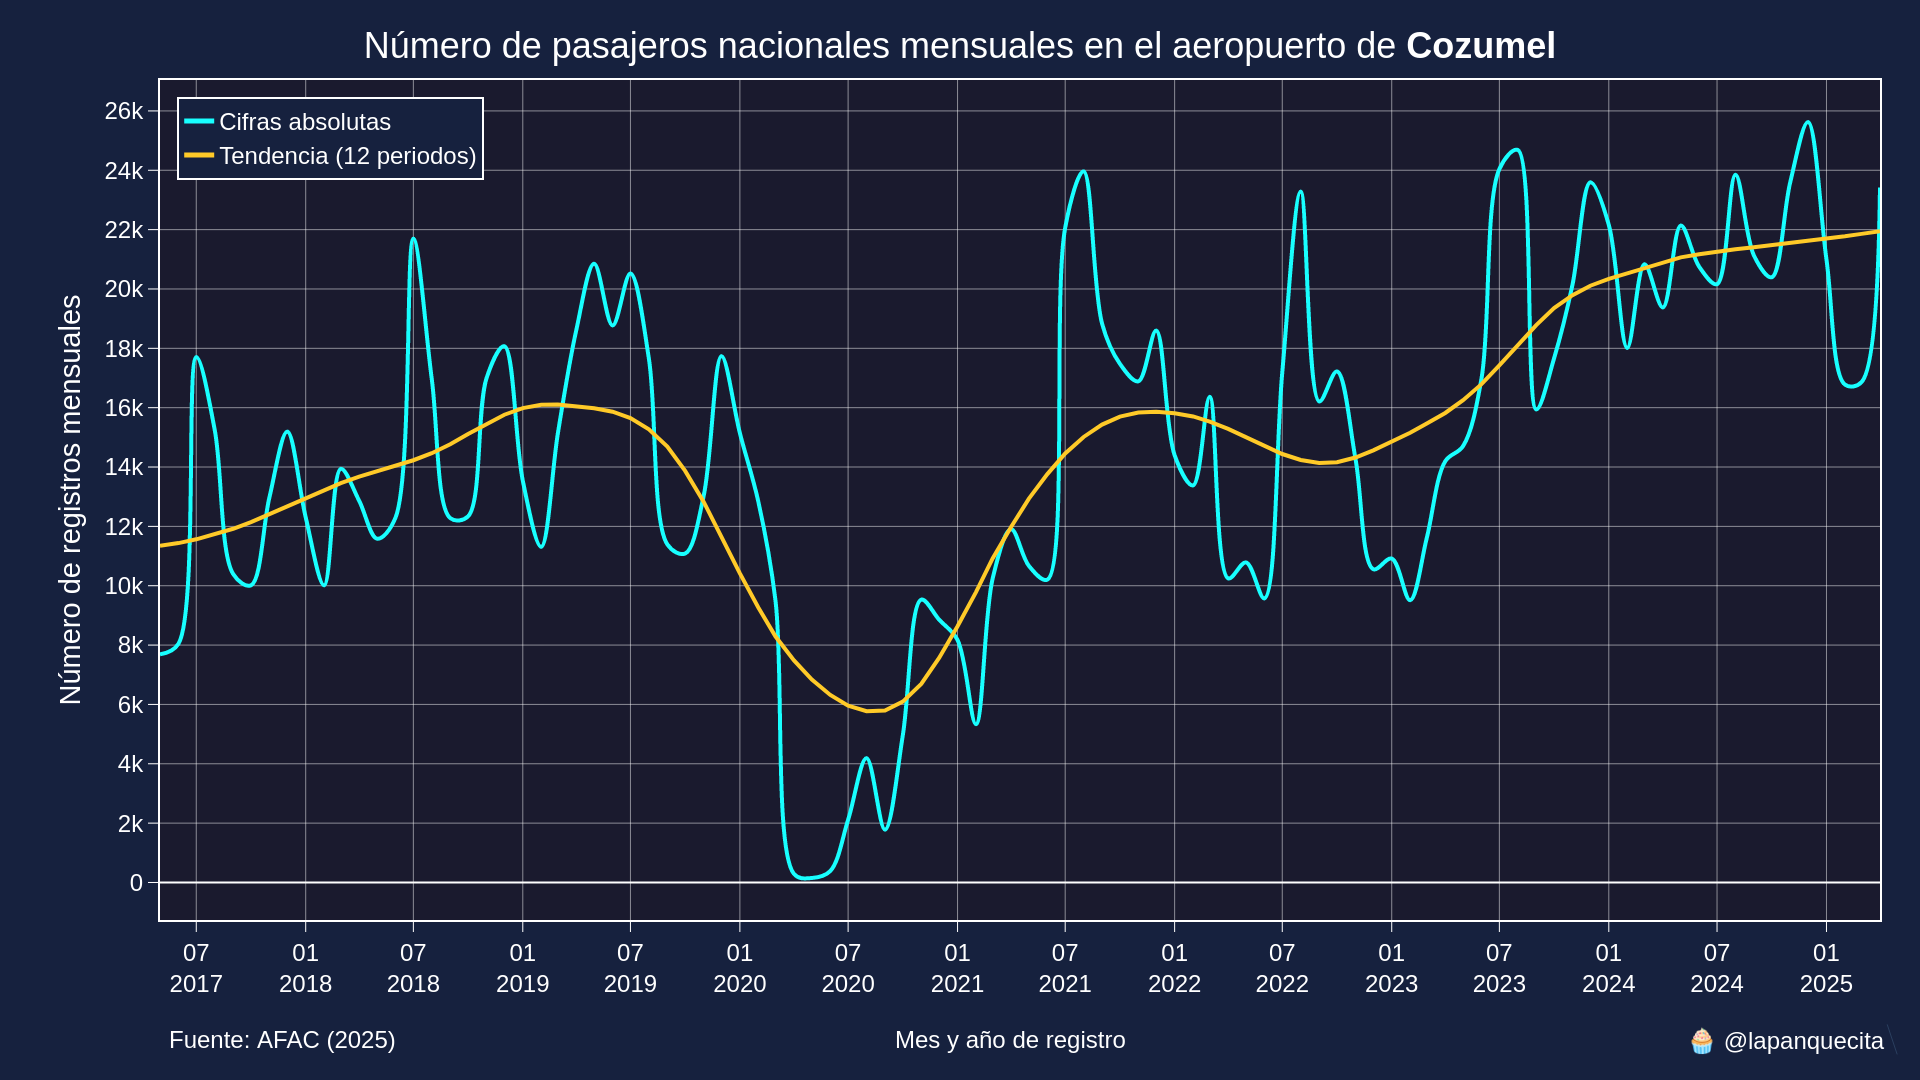 Número de pasajeros nacionales mensuales en el aeropuerto de Cozumel
Cifras absolutas
Tendencia (12 periodos)
Número de registros mensuales
26k
24k
22k
20k
18k
16k
14k
12k
10k
8k
6k
4k
2k
0
07 01 07 01 07 01 07 01 07 01 07 01 07 01 07 01
2017 2018 2018 2019 2019 2020 2020 2021 2021 2022 2022 2023 2023 2024 2024 2025
Fuente: AFAC (2025)
Mes y año de registro
🧁 @lapanquecita